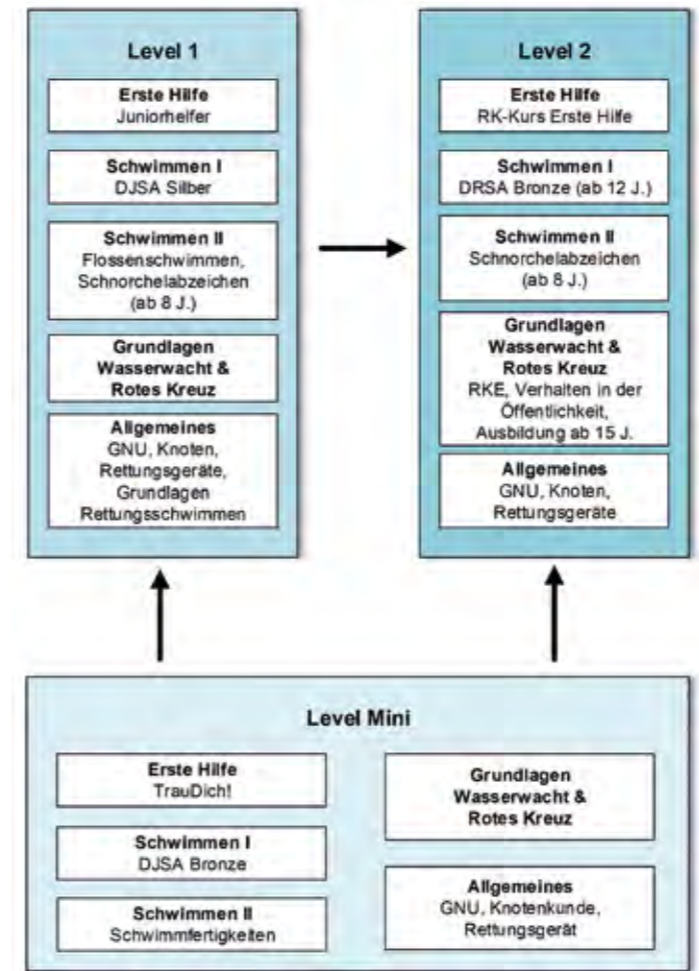 Level 1
Erste Hilfe
Juniorhelfer
Schwimmen I
DJSA Silber
Schwimmen II
Flossenschwimmen,
Schnorchelabzeichen
(ab 8 J.)
Grundlagen
Wasserwacht &
Rotes Kreuz
Allgemeines
GNU, Knoten,
Rettungsgeräte,
Grundlagen
Rettungsschwimmen
Level 2
Erste Hilfe
RK-Kurs Erste Hilfe
Schwimmen I
DRSA Bronze (ab 12 J.)
Schwimmen II
Schnorchelabzeichen
(ab 8 J.)
Grundlagen
Wasserwacht &
Rotes Kreuz
RKE, Verhalten in der
Öffentlichkeit,
Ausbildung ab 15 J.
Allgemeines
GNU, Knoten,
Rettungsgeräte
Level Mini
Erste Hilfe
TrauDich!
Schwimmen I
DJSA Bronze
Schwimmen II
Schwimmfertigkeiten
Grundlagen
Wasserwacht &
Rotes Kreuz
Allgemeines
GNU, Knotenkunde,
Rettungsgerät